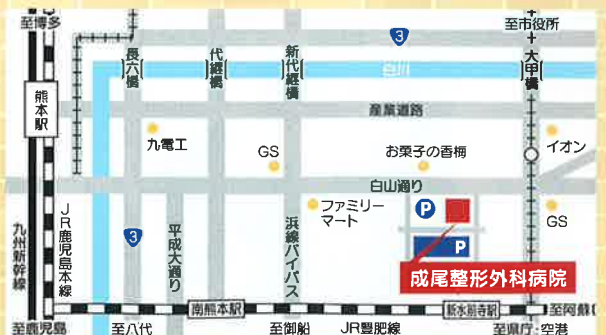 至博多
至市役所
3
白川
長六橋
代継橋
新代継橋
大甲橋
熊本駅
産業道路
九電工
GS
お菓子の香梅
イオン
白山通り
ファミリー
マート
P
GS
P
九州新幹線
JR鹿児島本線
3
平成大通り
浜線バイパス
成尾整形外科病院
南熊本駅
新水前寺駅
至阿蘇
至鹿児島
至八代
至御船
JR豊肥線
至県庁・空港